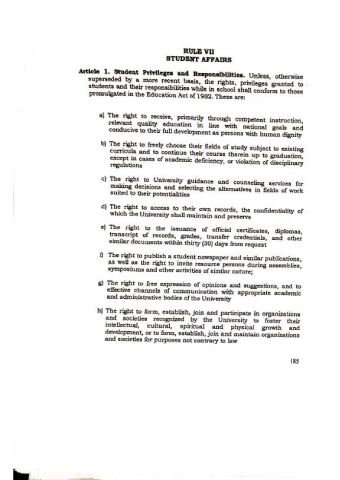 RULE VII
STUDENT AFFAIRS
Article 1. Student Privileges and Responsibilities. Unless, otherwise
superseded by a more recent basis, the rights, privileges granted to
students and their responsibilities while in school shall conform to those
promulgated in the Education Act of 1982. These are:
a) The right to receive, primarily through competent instruction,
relevant quality education in line with national goals and
conducive to their full development as persons with human dignity
b) The right to freely choose their fields of study subject to existing
curricula and to continue their course therein up to graduation,
except in cases of academic deficiency, or violation of disciplinary
regulations
c) The right to University guidance and counseling services for
making decisions and selecting the alternatives in fields of work
suited to their potentialities
d) The right to access to their own records, the confidentiality of
which the University shall maintain and preserve
e) The right to the issuance of official certificates, diplomas,
transcript of records, grades, transfer credentials, and other
similar documents within thirty (30) days from request
f) The right to publish a student newspaper and similar publications,
as well as the right to invite resource persons during assemblies,
symposiums and other activities of similar nature;
g) The right to free expression of opinions and suggestions, and to
effective channels of communication with appropriate academic
and administrative bodies of the University
h) The right to form, establish, join and participate in organizations
and societies recognized by the University to foster their
intellectual, cultural, spiritual and physical growth and
development, or to form, establish, join and maintain organizations
and societies for purposes not contrary to law
185